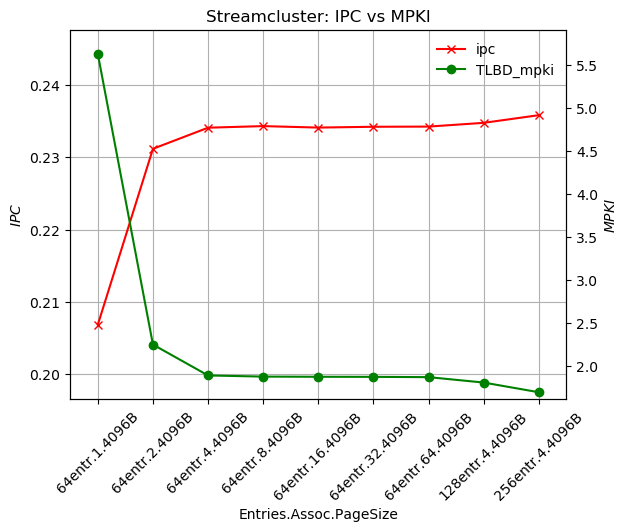 Streamcluster: IPC vs MPKI
ipc
TLBD_mpki
0.24
0.23
0.22
0.21
0.20
IPC
5.5
5.0
4.5
4.0
3.5
3.0
2.5
2.0
MPKI
64entr.1.4096B
64entr.2.4096B
64entr.4.4096B
64entr.8.4096B
64entr.16.4096B
64entr.32.4096B
64entr.64.4096B
128entr.4.4096B
256entr.4.4096B
Entries.Assoc.PageSize